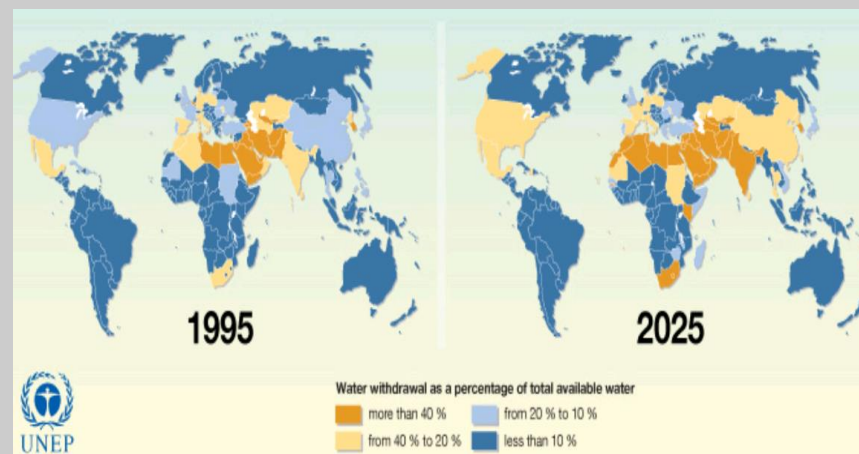 1995
2025
Water withdrawal as a percentage of total available water
more than 40 %
from 20 % to 10 %
from 40 % to 20 %
less than 10 %
UNEP